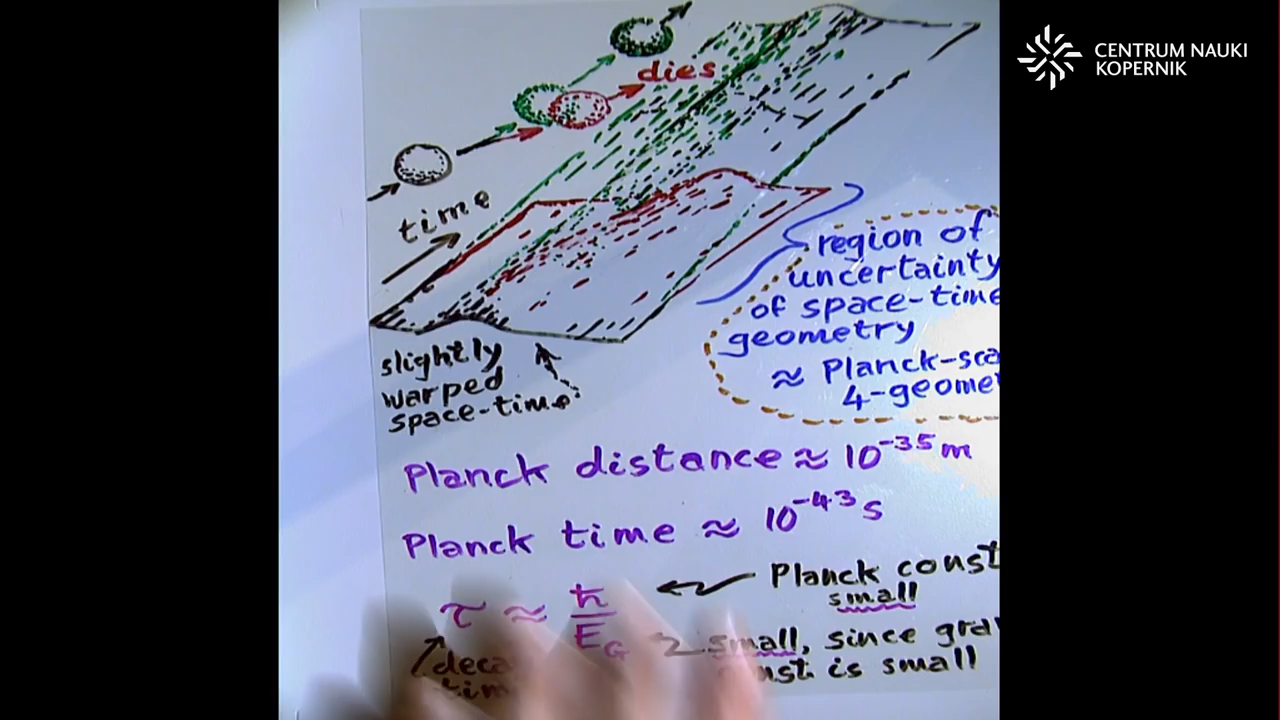 CENTRUM NAUKI
KOPERNIK
dies
time
region of
uncertainty
of space-time
geometry
≈ Planck-sca
4-geome
slightly
warped
space-time
Planck distance ≈ 10⁻³⁵ m
Planck time ≈ 10⁻⁴³ s
τ ≈ ħ/E_G
Planck const
small
small, since gra
is small